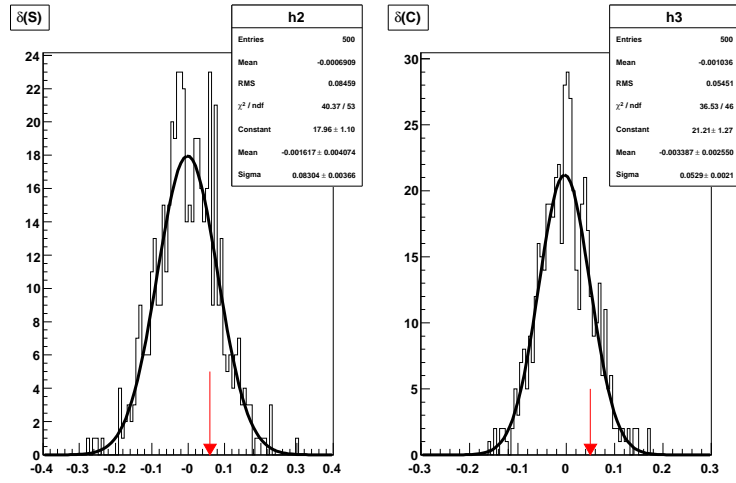 δ(S)
h2
Entries 500
Mean -0.0006909
RMS 0.08459
χ² / ndf 40.37 / 53
Constant 17.96 ± 1.10
Mean -0.001617 ± 0.004074
Sigma 0.08304 ± 0.00366
24
22
20
18
16
14
12
10
8
6
4
2
0
-0.4 -0.3 -0.2 -0.1 -0 0.1 0.2 0.3 0.4
δ(C)
h3
Entries 500
Mean -0.001036
RMS 0.05451
χ² / ndf 36.53 / 46
Constant 21.21 ± 1.27
Mean -0.003387 ± 0.002550
Sigma 0.0529 ± 0.0021
30
25
20
15
10
5
0
-0.3 -0.2 -0.1 0 0.1 0.2 0.3